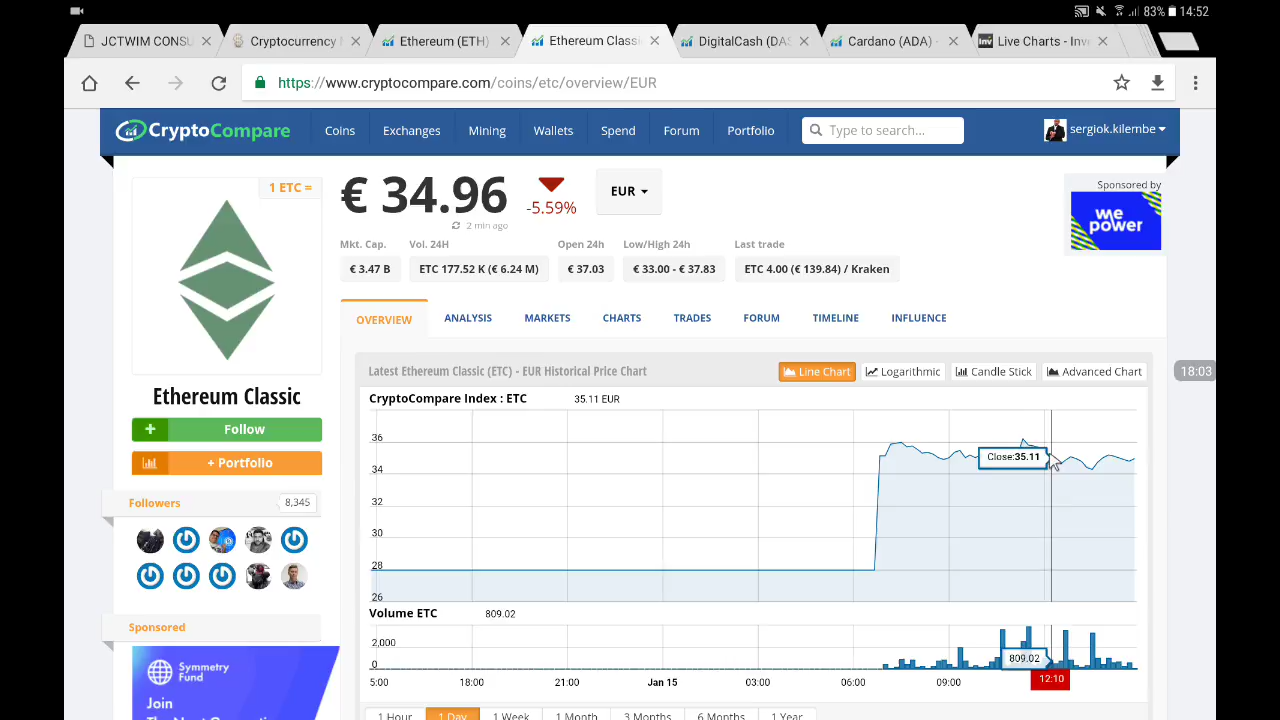 83% 14:52
JCTWIM CONSU
Cryptocurrency M
Ethereum (ETH)
Ethereum Class
DigitalCash (DAS
Cardano (ADA) -
Inv Live Charts - Inve
https://www.cryptocompare.com/coins/etc/overview/EUR
CryptoCompare
Coins Exchanges Mining Wallets Spend Forum Portfolio
Type to search...
sergiok.kilembe
1 ETC =
€ 34.96
-5.59%
2 min ago
EUR
Sponsored by
we
power
Mkt. Cap. Vol. 24H Open 24h Low/High 24h Last trade
€ 3.47 B ETC 177.52 K (€ 6.24 M) € 37.03 € 33.00 - € 37.83 ETC 4.00 (€ 139.84) / Kraken
OVERVIEW ANALYSIS MARKETS CHARTS TRADES FORUM TIMELINE INFLUENCE
Latest Ethereum Classic (ETC) - EUR Historical Price Chart
Line Chart Logarithmic Candle Stick Advanced Chart
18:03
Ethereum Classic
Follow
+ Portfolio
Followers 8,345
Sponsored
Symmetry
Fund
Join
The Next Generation
CryptoCompare Index : ETC 35.11 EUR
36
34
32
30
28
26
Close:35.11
Volume ETC 809.02
2,000
0
809.02
5:00 18:00 21:00 Jan 15 03:00 06:00 09:00 12:10
1 Hour 1 Day 1 Week 1 Month 3 Months 6 Months 1 Year